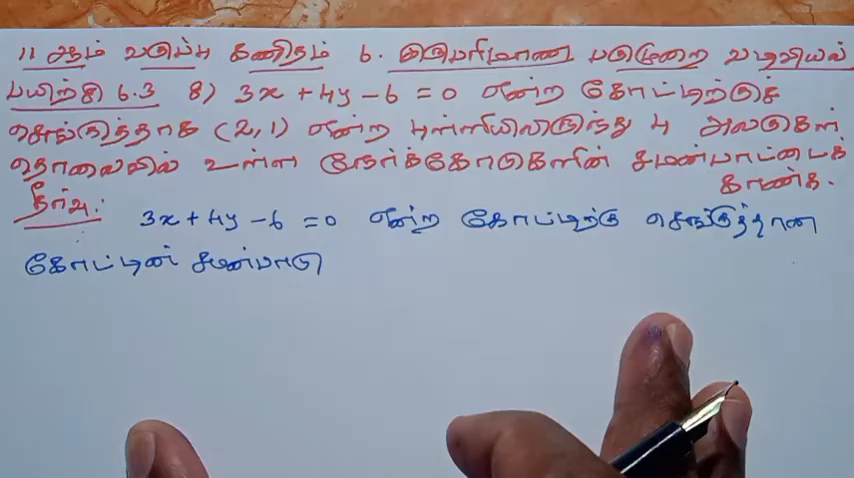 11 ஆம் வகுப்பு கணிதம் 6. இருபரிமாண பகுமுறை வடிவியல்
பயிற்சி 6.3 8) 3x + 4y - 6 = 0 என்ற கோட்டிற்குச்
செங்குத்தாக (2,1) என்ற புள்ளியிலிருந்து 4 அலகுகள்
தொலைவில் உள்ள நேர்க்கோடுகளின் சமன்பாட்டைக்
காண்க.
தீர்வு:
3x + 4y - 6 = 0 என்ற கோட்டிற்கு செங்குத்தான
கோட்டின் சமன்பாடு